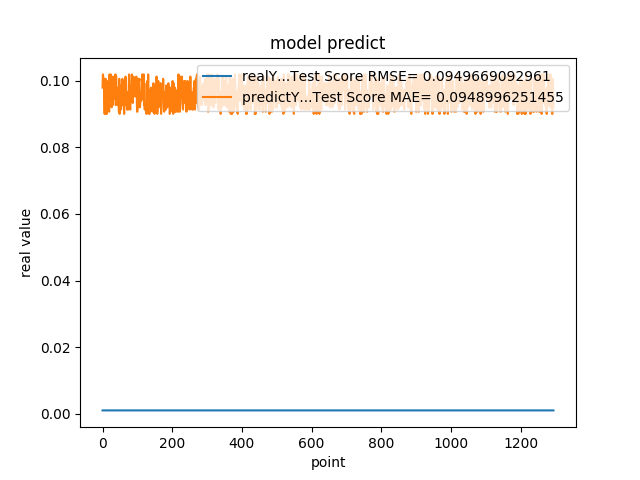 model predict
realY...Test Score RMSE= 0.0949669092961
predictY...Test Score MAE= 0.0948996251455
0.10
0.08
0.06
0.04
0.02
0.00
real value
0 200 400 600 800 1000 1200
point